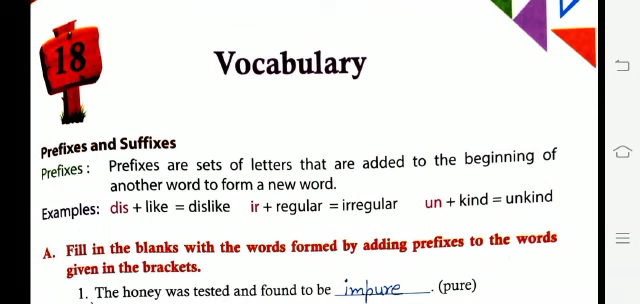 18
Vocabulary
Prefixes and Suffixes
Prefixes : Prefixes are sets of letters that are added to the beginning of
another word to form a new word.
Examples: dis + like = dislike ir + regular = irregular un + kind = unkind
A. Fill in the blanks with the words formed by adding prefixes to the words
given in the brackets.
1. The honey was tested and found to be impure. (pure)